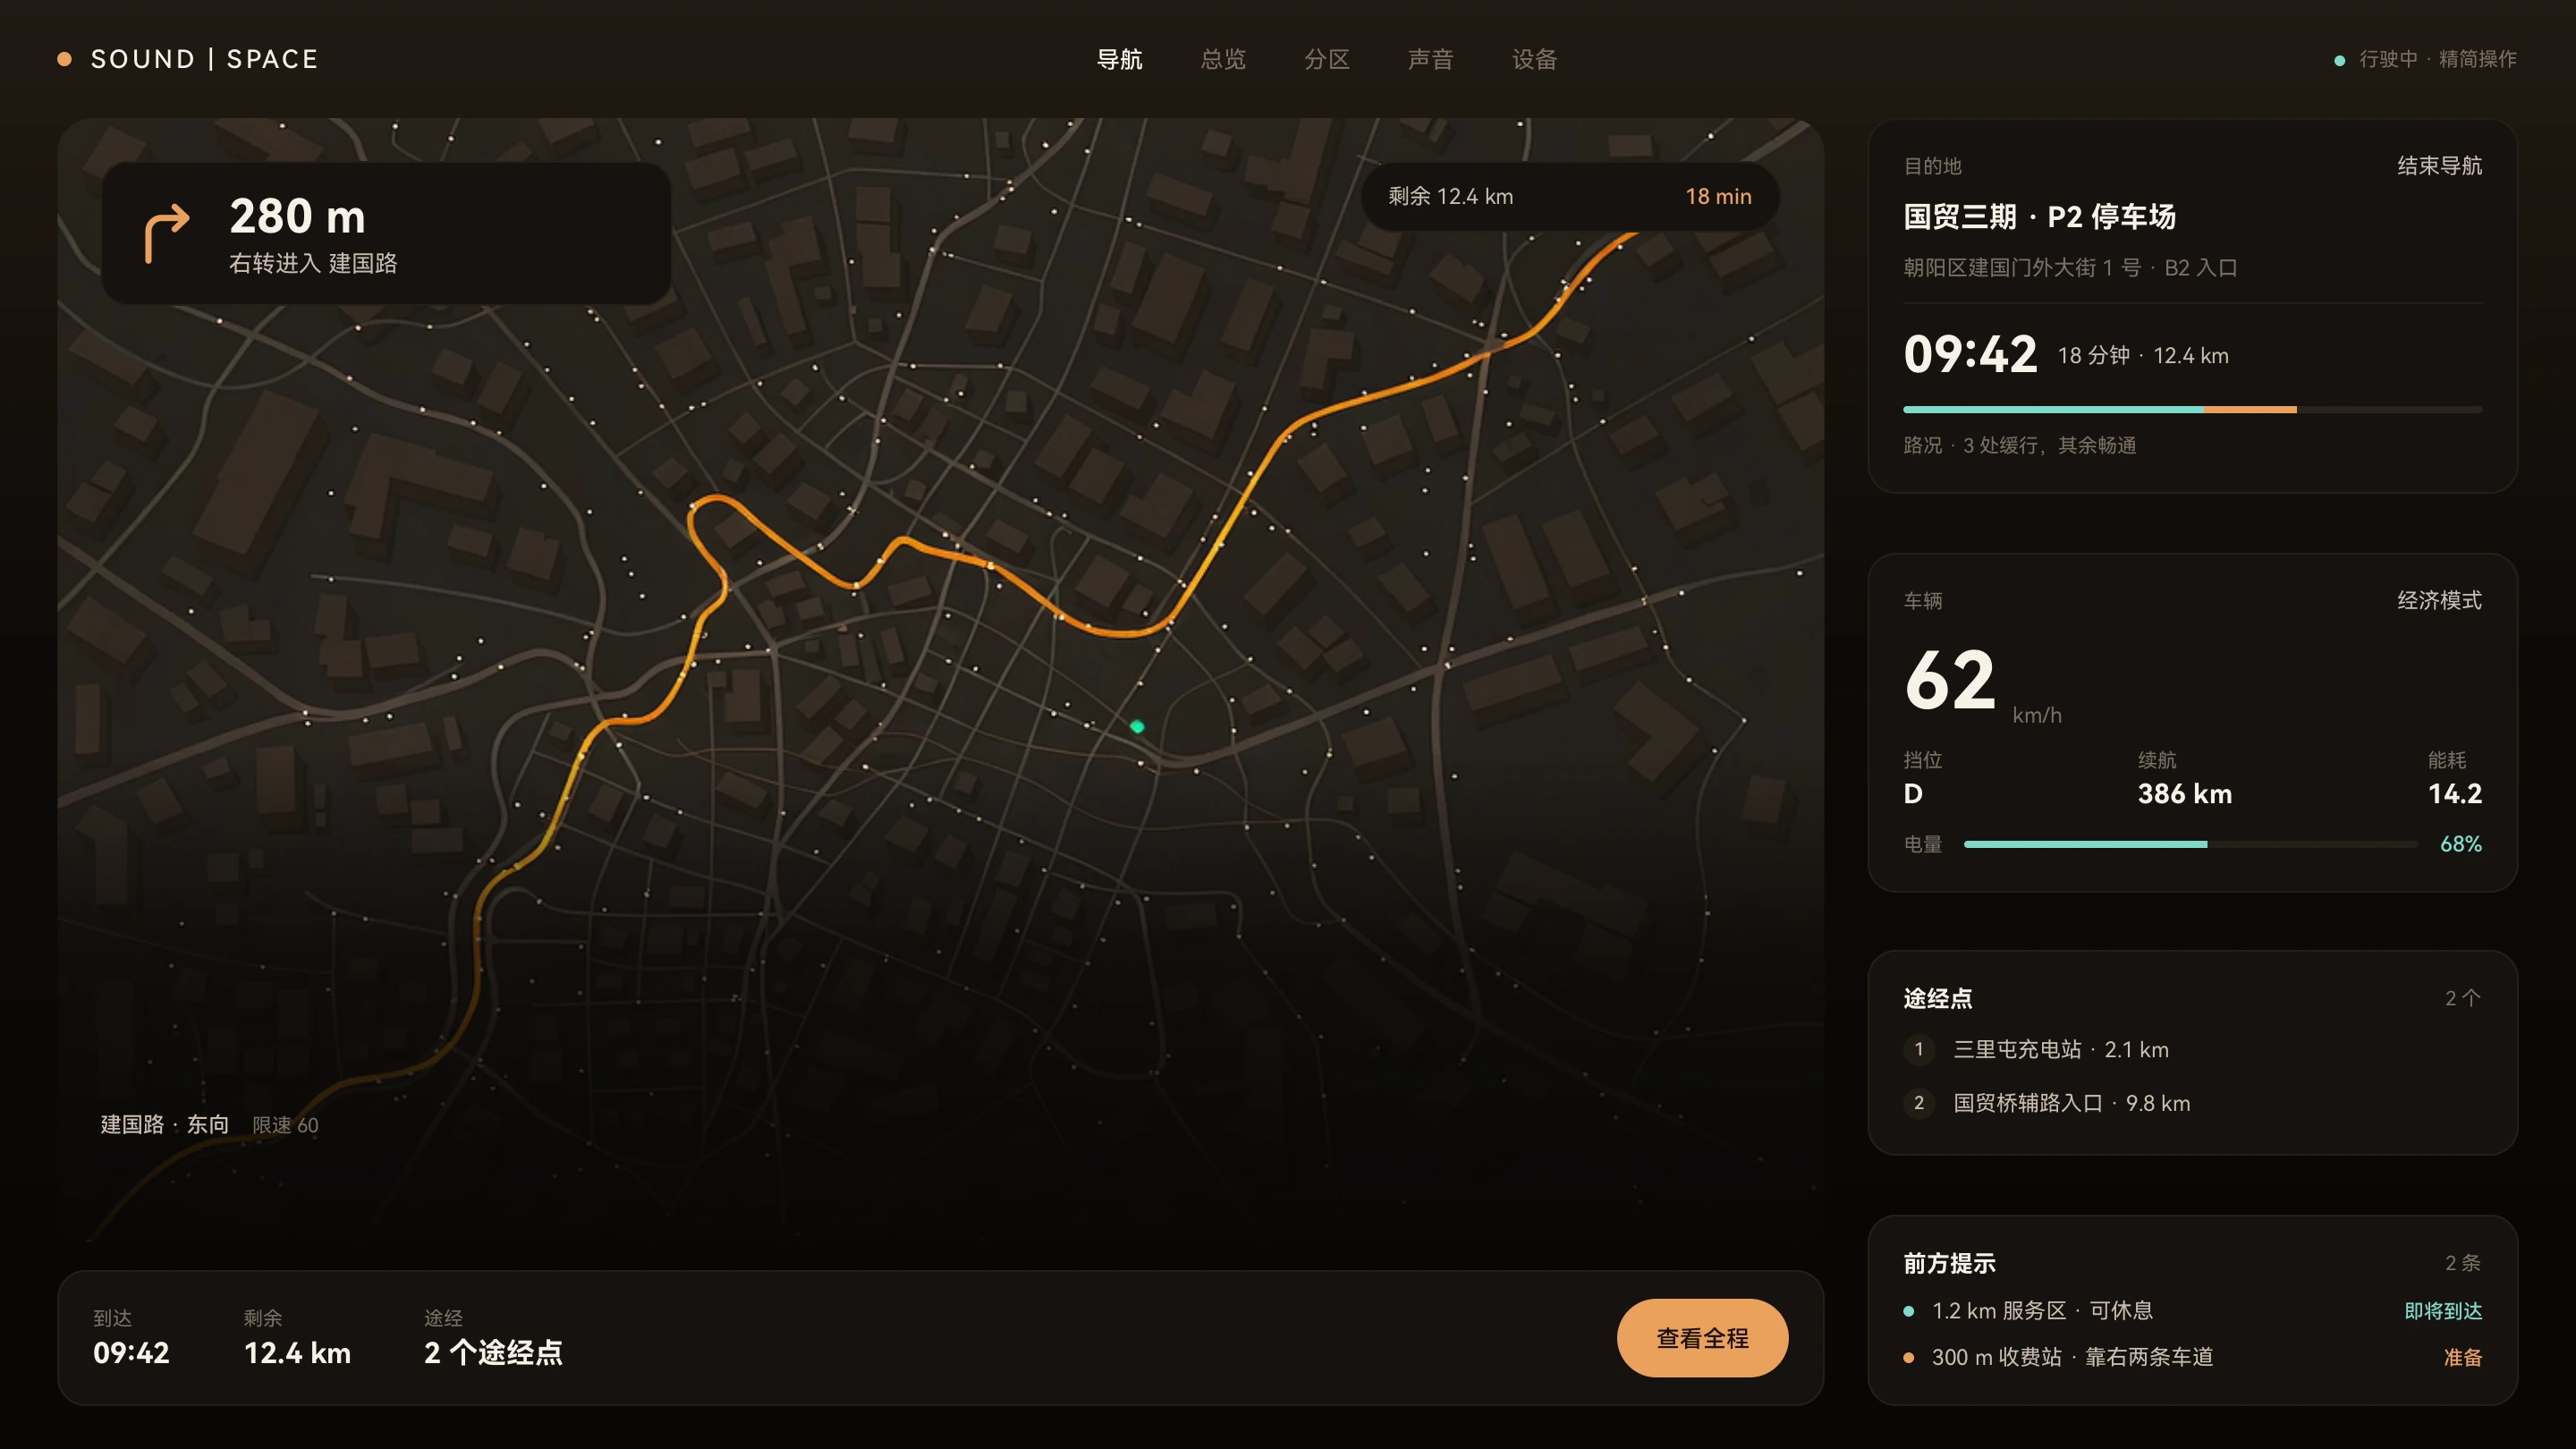 SOUND | SPACE
导航 总览 分区 声音 设备
行驶中 · 精简操作
280 m
右转进入 建国路
剩余 12.4 km 18 min
建国路 · 东向 限速 60
到达 剩余 途经
09:42 12.4 km 2 个途经点
查看全程
目的地 结束导航
国贸三期 · P2 停车场
朝阳区建国门外大街 1 号 · B2 入口
09:42 18 分钟 · 12.4 km
路况 · 3 处缓行，其余畅通
车辆 经济模式
62 km/h
挡位 续航 能耗
D 386 km 14.2
电量 68%
途经点 2 个
1 三里屯充电站 · 2.1 km
2 国贸桥辅路入口 · 9.8 km
前方提示 2 条
1.2 km 服务区 · 可休息 即将到达
300 m 收费站 · 靠右两条车道 准备